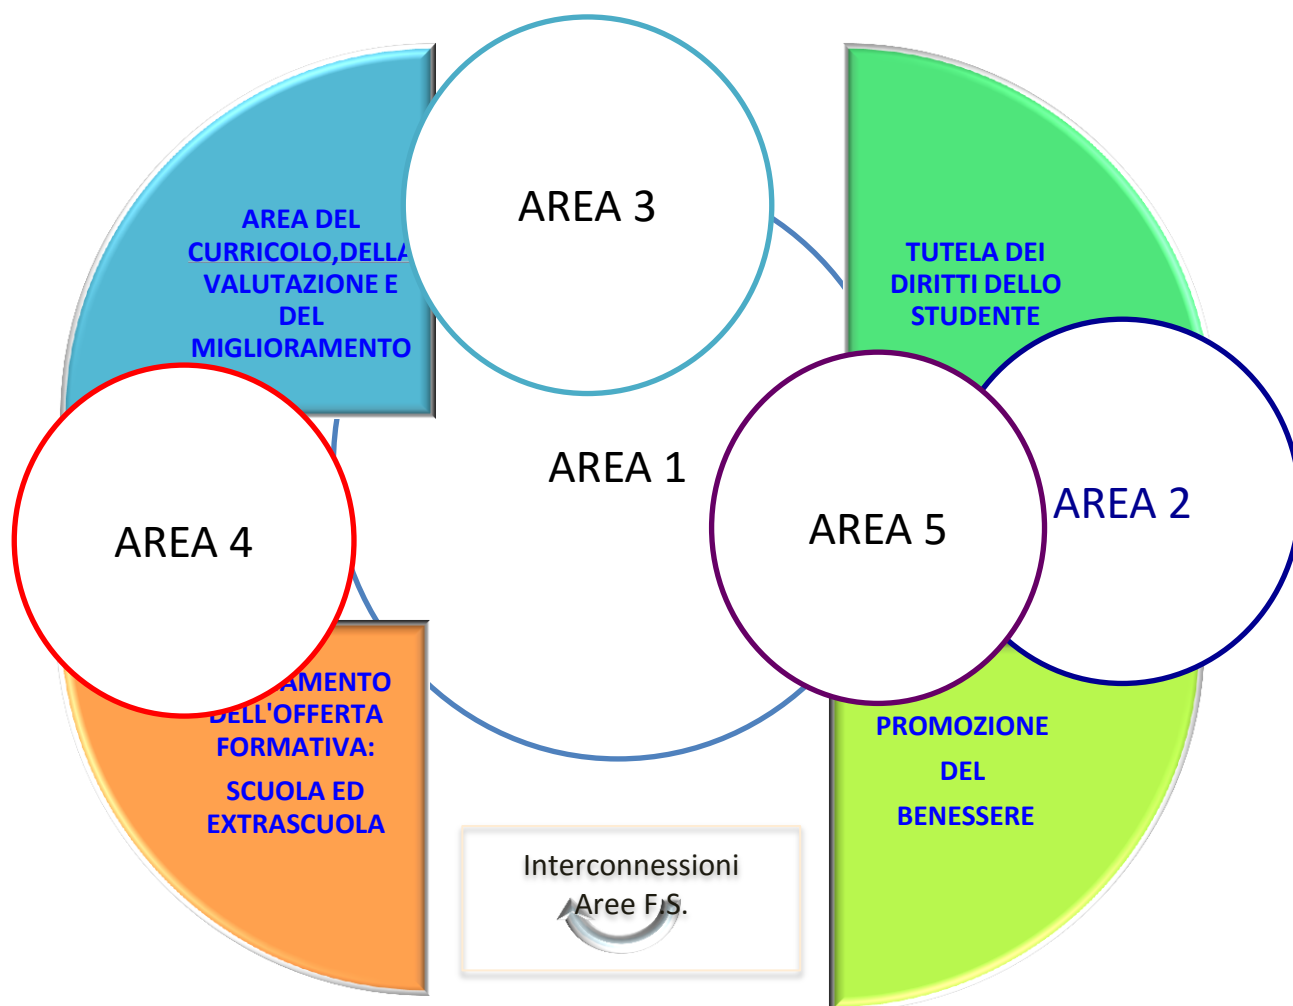 AREA 3
AREA DEL
CURRICOLO,DELLA
VALUTAZIONE E
DEL
MIGLIORAMENTO
TUTELA DEI
DIRITTI DELLO
STUDENTE
AREA 1
AREA 4
AREA 5
AREA 2
AMENTO
DELL'OFFERTA
FORMATIVA:
SCUOLA ED
EXTRASCUOLA
PROMOZIONE
DEL
BENESSERE
Interconnessioni
Aree F.S.